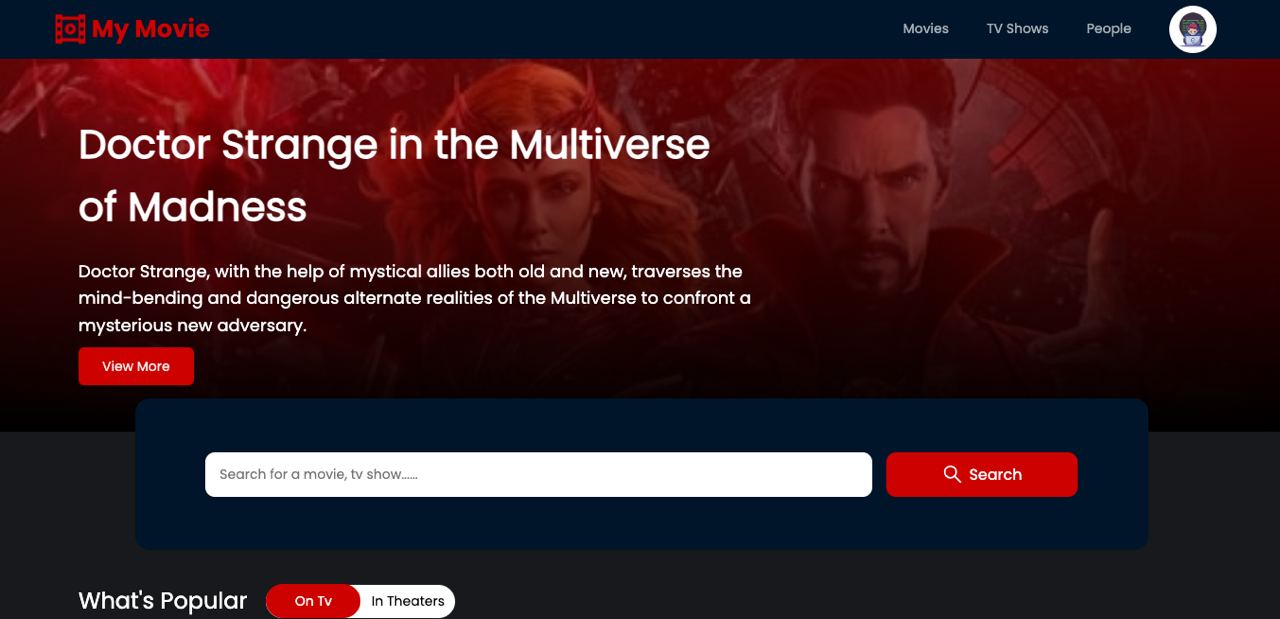 My Movie
Movies
TV Shows
People
Doctor Strange in the Multiverse
of Madness
Doctor Strange, with the help of mystical allies both old and new, traverses the
mind-bending and dangerous alternate realities of the Multiverse to confront a
mysterious new adversary.
View More
Search for a movie, tv show......
Search
What's Popular
On Tv
In Theaters